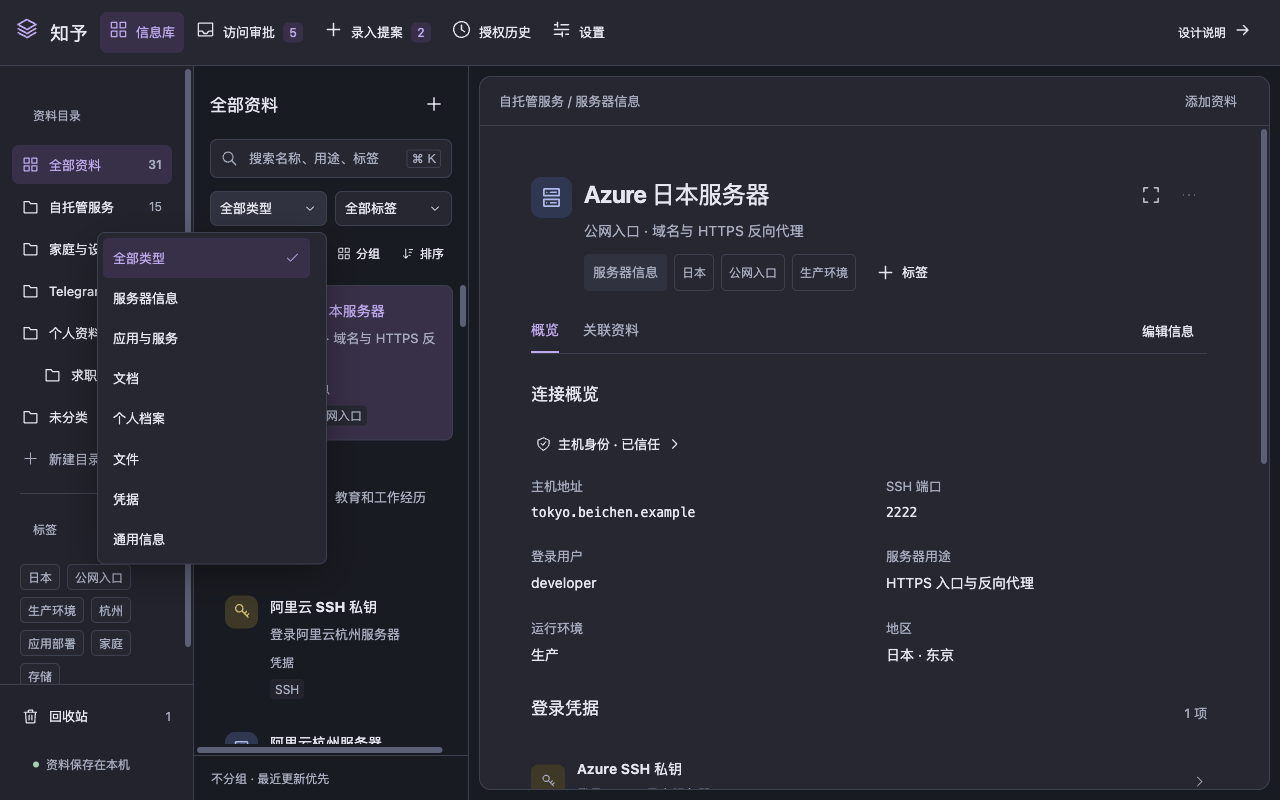 知予
信息库
访问审批 5
录入提案 2
授权历史
设置
设计说明
资料目录
全部资料 31
自托管服务 15
家庭与设
Telegram
个人资料
求职
未分类
新建目录
标签
日本
公网入口
生产环境
杭州
应用部署
家庭
存储
回收站 1
资料保存在本机
全部资料
搜索名称、用途、标签 ⌘ K
全部类型
全部标签
分组
排序
全部类型
服务器信息
应用与服务
文档
个人档案
文件
凭据
通用信息
本服务器
· 域名与 HTTPS 反
网入口
教育和工作经历
阿里云 SSH 私钥
登录阿里云杭州服务器
凭据
SSH
阿里云杭州服务器
不分组 · 最近更新优先
自托管服务 / 服务器信息
添加资料
Azure 日本服务器
公网入口 · 域名与 HTTPS 反向代理
服务器信息
日本
公网入口
生产环境
标签
概览
关联资料
编辑信息
连接概览
主机身份 · 已信任
主机地址
tokyo.beichen.example
SSH 端口
2222
登录用户
developer
服务器用途
HTTPS 入口与反向代理
运行环境
生产
地区
日本 · 东京
登录凭据
1 项
Azure SSH 私钥